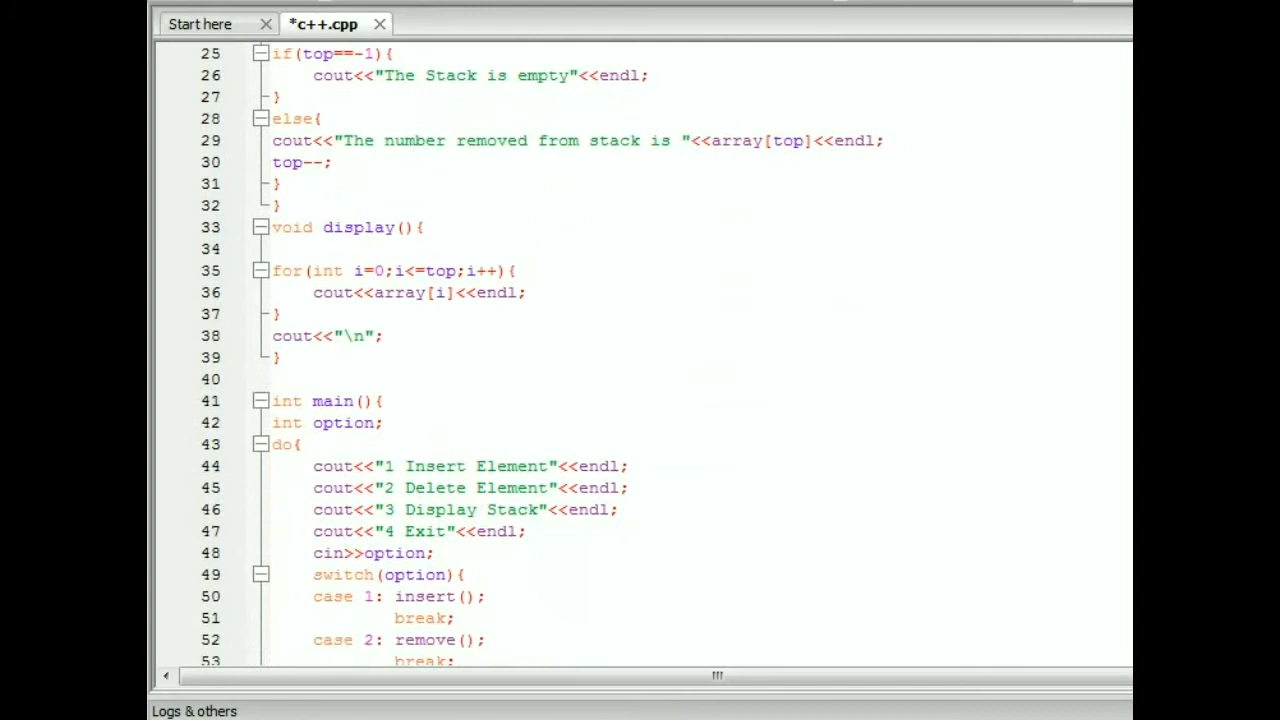 Start here
*c++.cpp
25 if(top==-1){
26 cout<<"The Stack is empty"<<endl;
27 }
28 else{
29 cout<<"The number removed from stack is "<<array[top]<<endl;
30 top--;
31 }
32 }
33 void display(){
34
35 for(int i=0;i<=top;i++){
36 cout<<array[i]<<endl;
37 }
38 cout<<"\n";
39 }
40
41 int main(){
42 int option;
43 do{
44 cout<<"1 Insert Element"<<endl;
45 cout<<"2 Delete Element"<<endl;
46 cout<<"3 Display Stack"<<endl;
47 cout<<"4 Exit"<<endl;
48 cin>>option;
49 switch(option){
50 case 1: insert();
51 break;
52 case 2: remove();
53 break;
Logs & others